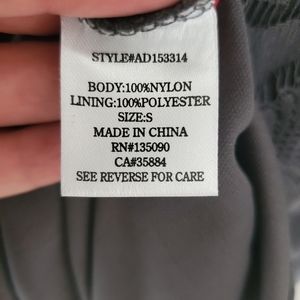 STYLE#AD153314
BODY:100%NYLON
LINING:100%POLYESTER
SIZE:S
MADE IN CHINA
RN#135090
CA#35884
SEE REVERSE FOR CARE